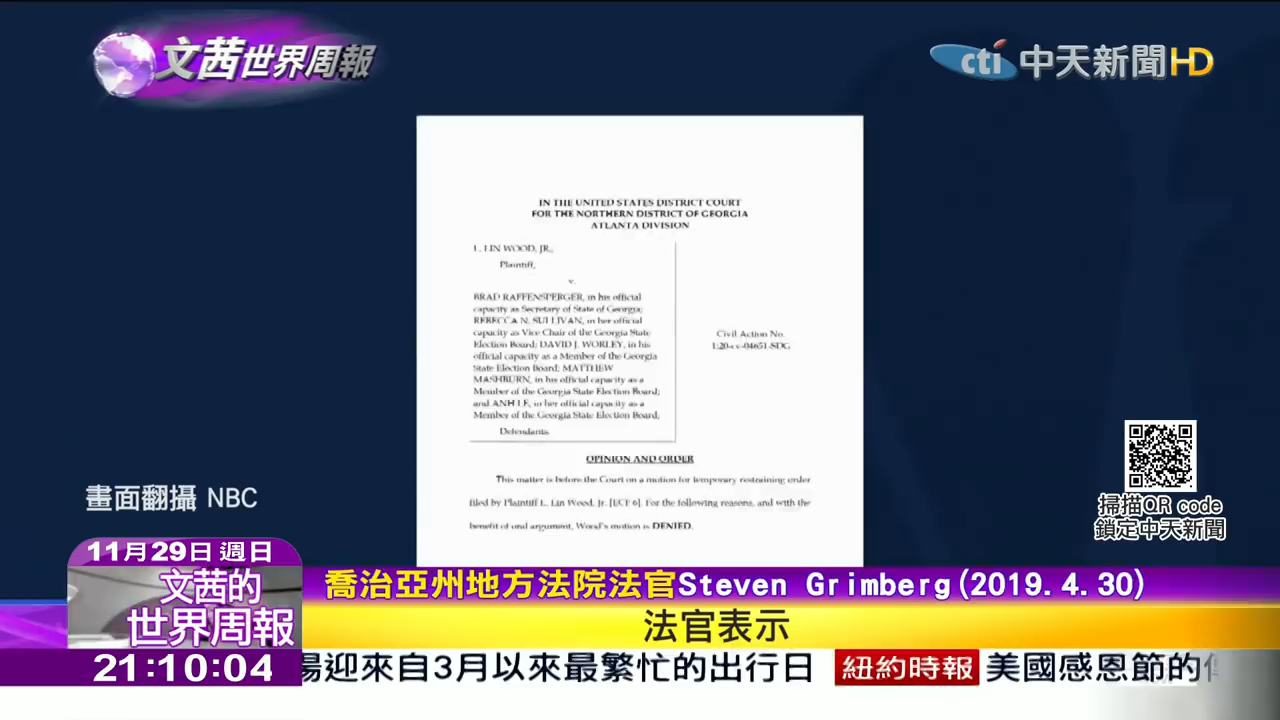 文茜世界周報
cti 中天新聞HD
IN THE UNITED STATES DISTRICT COURT
FOR THE NORTHERN DISTRICT OF GEORGIA
ATLANTA DIVISION
L. LIN WOOD, JR.,
Plaintiff,
v.
BRAD RAFFENSPERGER, in his official
capacity as Secretary of State of Georgia;
REBECCA N. SULLIVAN, in her official
capacity as Vice Chair of the Georgia State
Election Board; DAVID J. WORLEY, in his
official capacity as a Member of the Georgia
State Election Board; MATTHEW
MASHBURN, in his official capacity as a
Member of the Georgia State Election Board;
and ANH LE, in her official capacity as a
Member of the Georgia State Election Board,
Defendants.
Civil Action No.
1:20-cv-04651-SDG
OPINION AND ORDER
This matter is before the Court on a motion for temporary restraining order
filed by Plaintiff L. Lin Wood, Jr. [ECF 6]. For the following reasons, and with the
benefit of oral argument, Wood's motion is DENIED.
畫面翻攝 NBC
掃描QR code
鎖定中天新聞
11月29日 週日
文茜的
世界周報
21:10:04
喬治亞州地方法院法官Steven Grimberg(2019.4.30)
法官表示
迎來自3月以來最繁忙的出行日 紐約時報 美國感恩節的